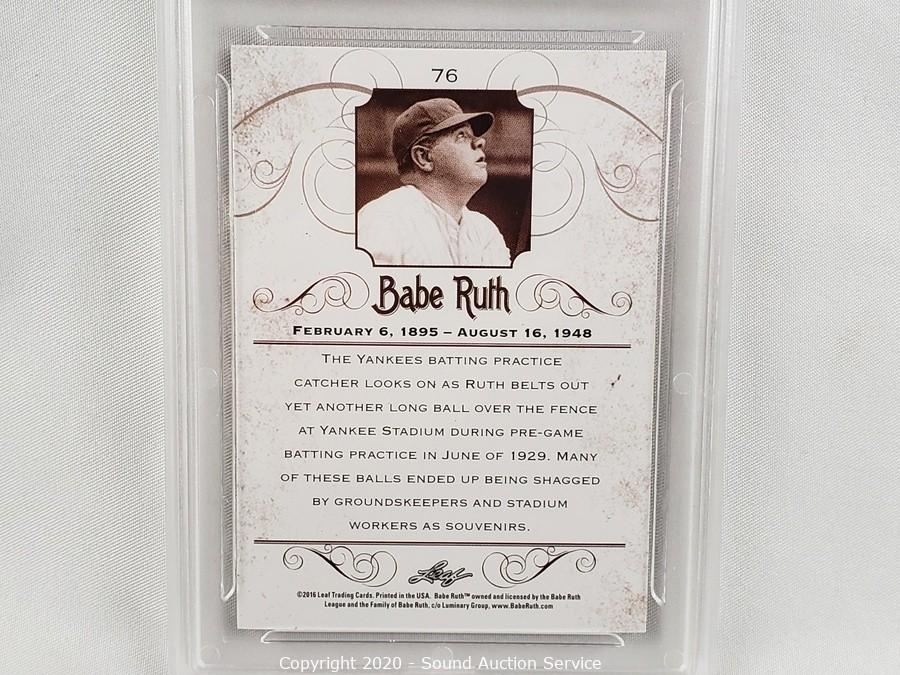 76
Babe Ruth
February 6, 1895 – August 16, 1948
The Yankees batting practice
catcher looks on as Ruth belts out
yet another long ball over the fence
at Yankee Stadium during pre-game
batting practice in June of 1929. Many
of these balls ended up being shagged
by groundskeepers and stadium
workers as souvenirs.
Leaf
©2016 Leaf Trading Cards. Printed in the USA. Babe Ruth™ owned and licensed by the Babe Ruth
League and the Family of Babe Ruth, c/o Luminary Group, www.BabeRuth.com
Copyright 2020 - Sound Auction Service